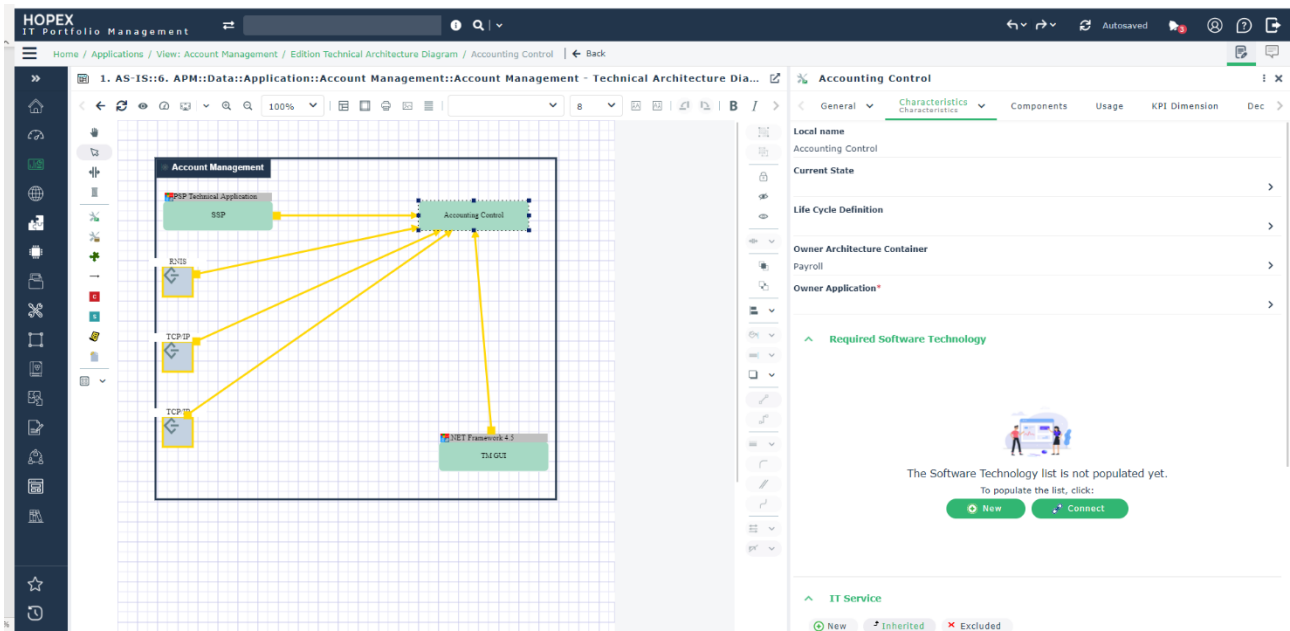 HOPEX
IT Portfolio Management
Autosaved
3
Home / Applications / View: Account Management / Edition Technical Architecture Diagram / Accounting Control
Back
1. AS-IS::6. APM::Data::Application::Account Management::Account Management - Technical Architecture Dia...
100%
8
B I
Account Management
PSP Technical Application
SSP
Accounting Control
RNIS
TCP/IP
TCP/IP
.NET Framework 4.5
TM GUI
C
S
Accounting Control
General
Characteristics
Characteristics
Components
Usage
KPI Dimension
Dec
Local name
Accounting Control
Current State
Life Cycle Definition
Owner Architecture Container
Payroll
Owner Application*
Required Software Technology
The Software Technology list is not populated yet.
To populate the list, click:
New
Connect
IT Service
New
Inherited
Excluded